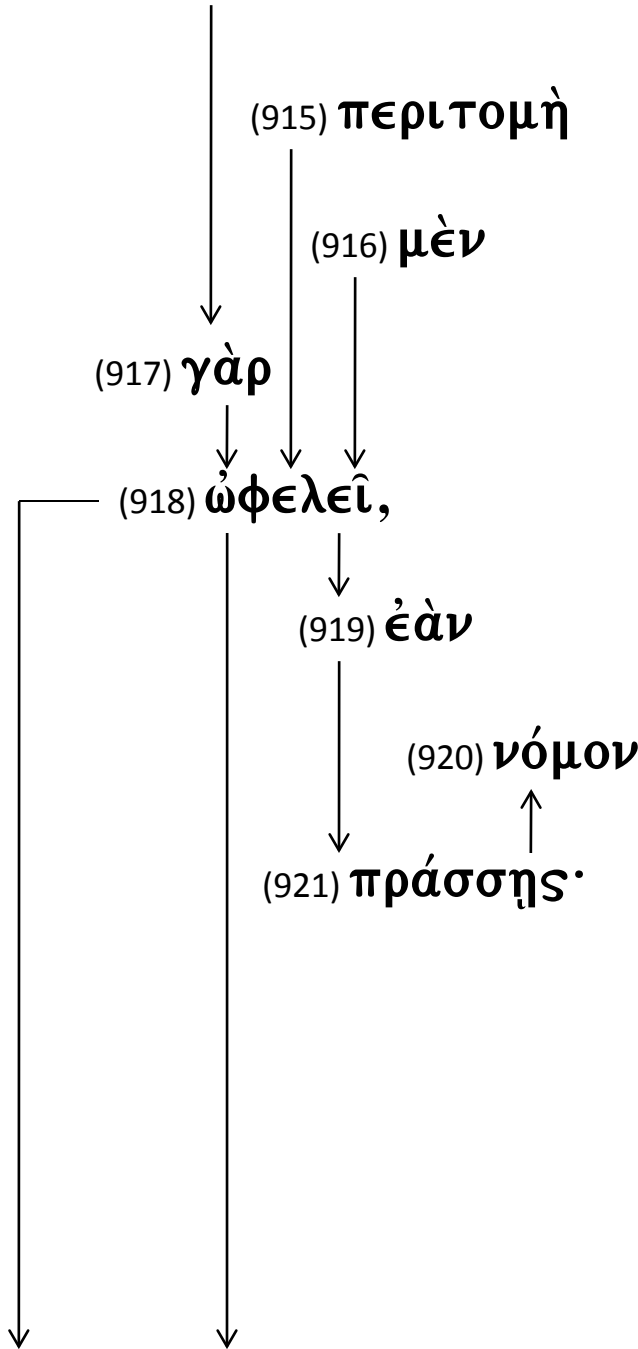 (915) περιτομὴ
(916) μὲν
(917) γὰρ
(918) ὠφελεῖ,
(919) ἐὰν
(920) νόμον
(921) πράσσῃς·